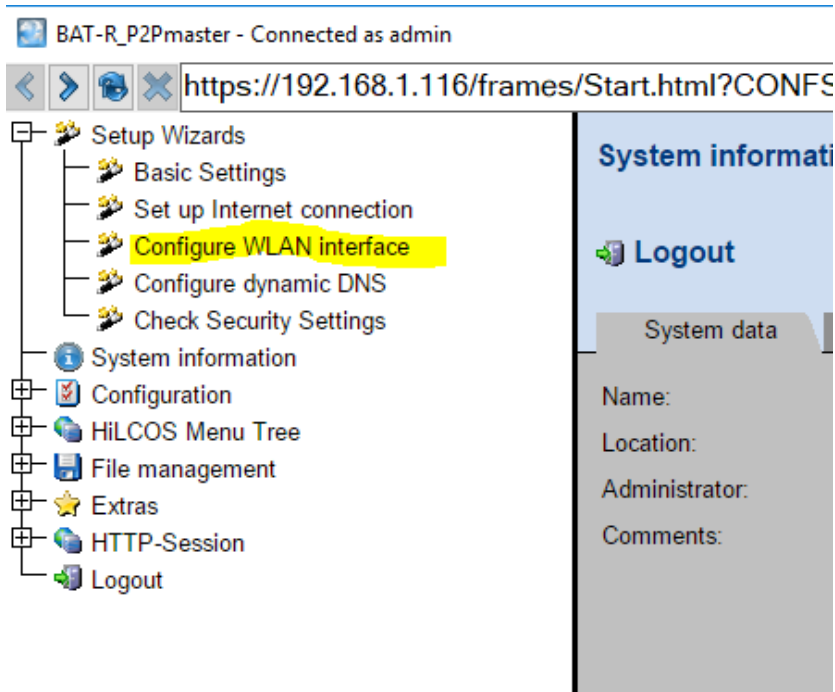 BAT-R_P2Pmaster - Connected as admin
https://192.168.1.116/frames/Start.html?CONFS
Setup Wizards
Basic Settings
Set up Internet connection
Configure WLAN interface
Configure dynamic DNS
Check Security Settings
System information
Configuration
HiLCOS Menu Tree
File management
Extras
HTTP-Session
Logout
System informati
Logout
System data
Name:
Location:
Administrator:
Comments: